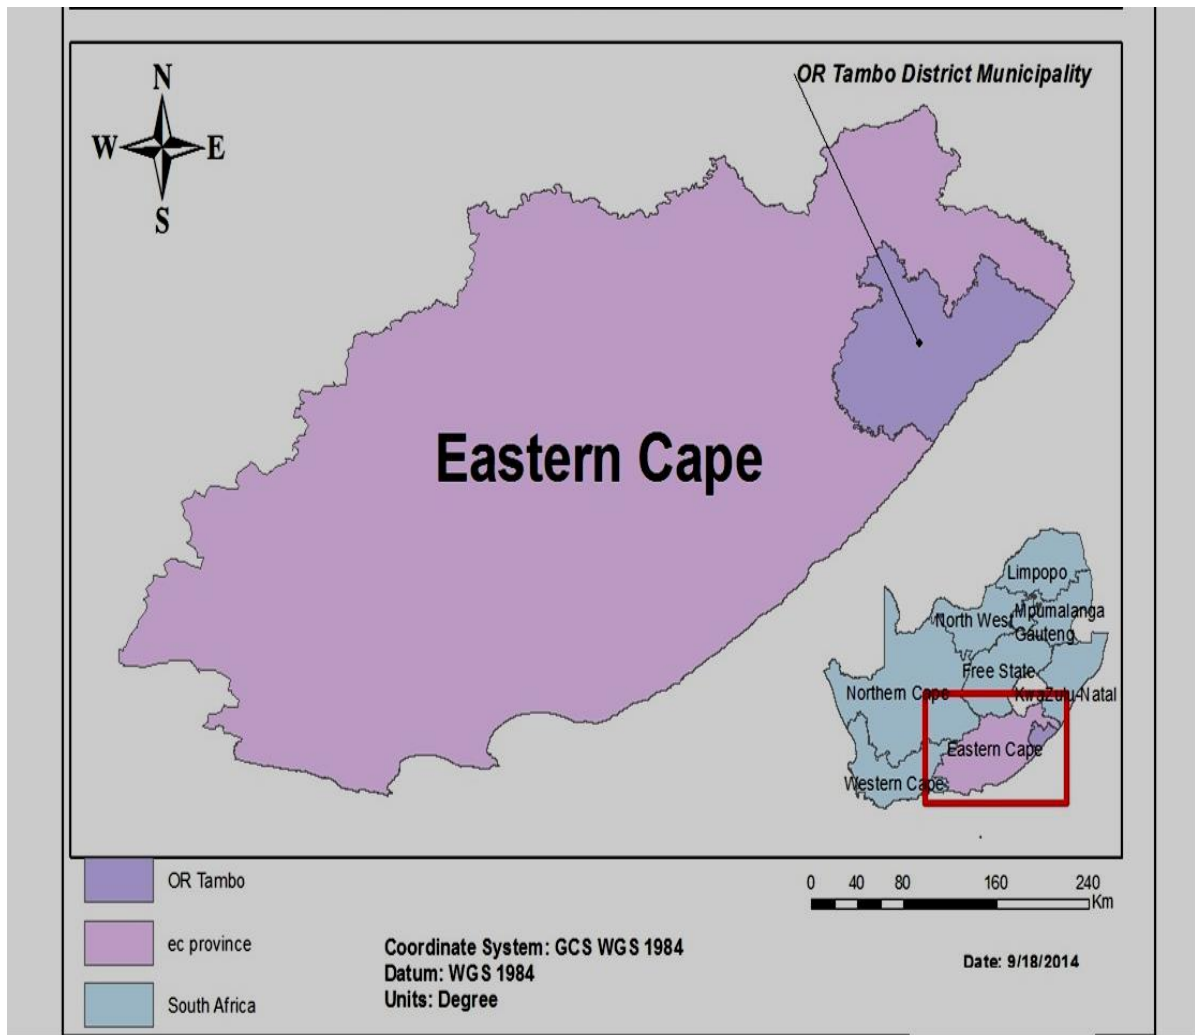 N
OR Tambo District Municipality
W E
S
Eastern Cape
Limpopo
North West
Mpumalanga
Gauteng
Free State
Northern Cape
KwaZulu-Natal
Eastern Cape
Western Cape
OR Tambo
ec province
South Africa
Coordinate System: GCS WGS 1984
Datum: WGS 1984
Units: Degree
0 40 80 160 240
Km
Date: 9/18/2014